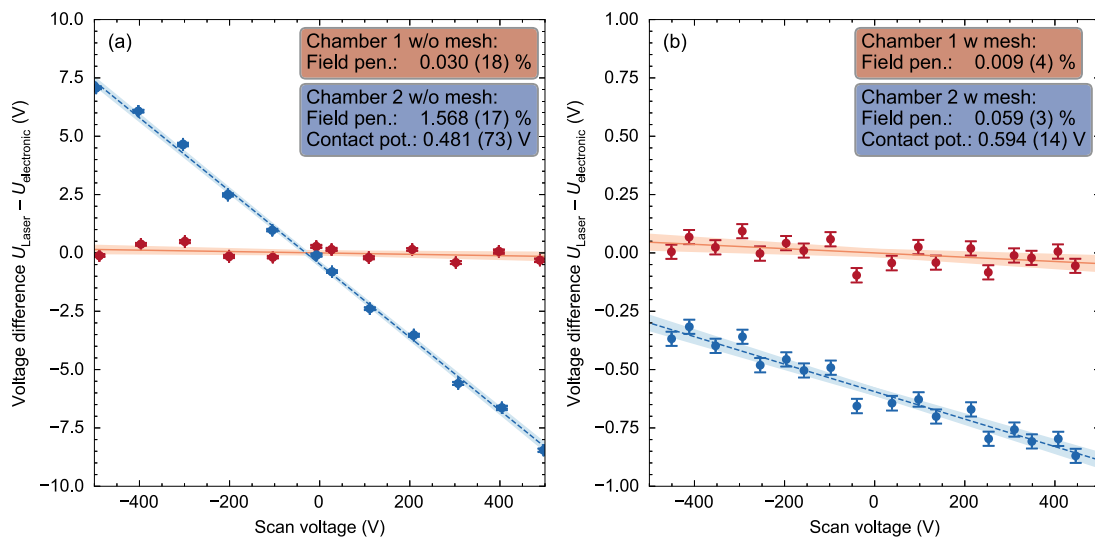 (a)
Chamber 1 w/o mesh:
Field pen.: 0.030 (18) %
Chamber 2 w/o mesh:
Field pen.: 1.568 (17) %
Contact pot.: 0.481 (73) V
10.0
7.5
5.0
2.5
0.0
−2.5
−5.0
−7.5
−10.0
Voltage difference U_Laser − U_electronic (V)
−400
−200
0
200
400
Scan voltage (V)
(b)
Chamber 1 w mesh:
Field pen.: 0.009 (4) %
Chamber 2 w mesh:
Field pen.: 0.059 (3) %
Contact pot.: 0.594 (14) V
1.00
0.75
0.50
0.25
0.00
−0.25
−0.50
−0.75
−1.00
Voltage difference U_Laser − U_electronic (V)
−400
−200
0
200
400
Scan voltage (V)